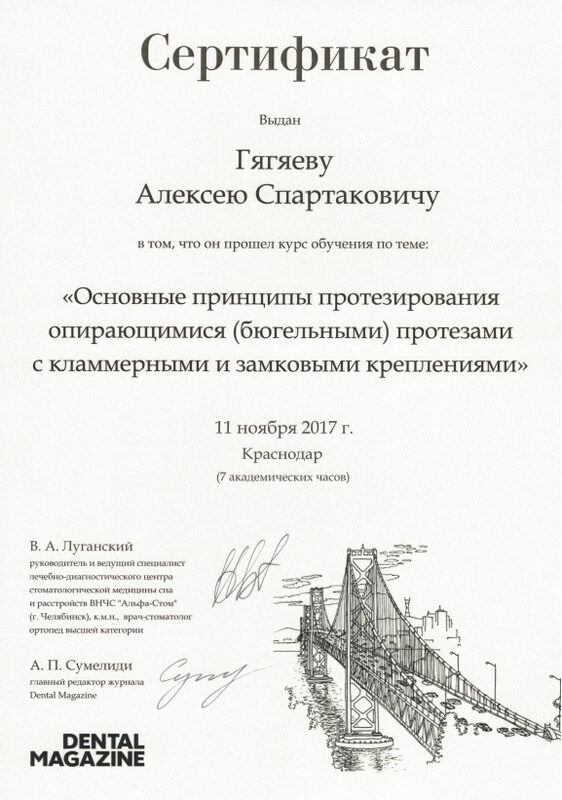 Сертификат
Выдан
Гягяеву
Алексею Спартаковичу
в том, что он прошел курс обучения по теме:
«Основные принципы протезирования
опирающимися (бюгельными) протезами
с кламмерными и замковыми креплениями»
11 ноября 2017 г.
Краснодар
(7 академических часов)
В. А. Луганский
руководитель и ведущий специалист
лечебно-диагностического центра
стоматологической медицины сна
и расстройств ВНЧС "Альфа-Стом"
(г. Челябинск), к.м.н., врач-стоматолог
ортопед высшей категории
А. П. Сумелиди
главный редактор журнала
Dental Magazine
DENTAL
MAGAZINE